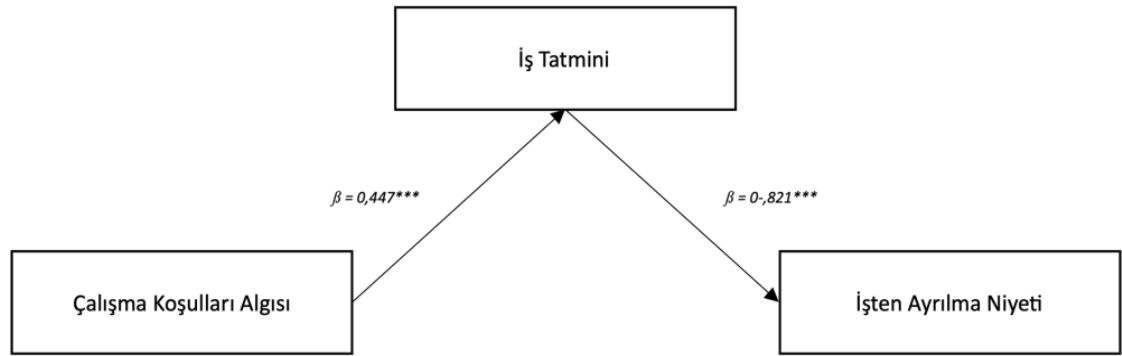 İş Tatmini
β = 0,447***
β = 0-,821***
Çalışma Koşulları Algısı
İşten Ayrılma Niyeti